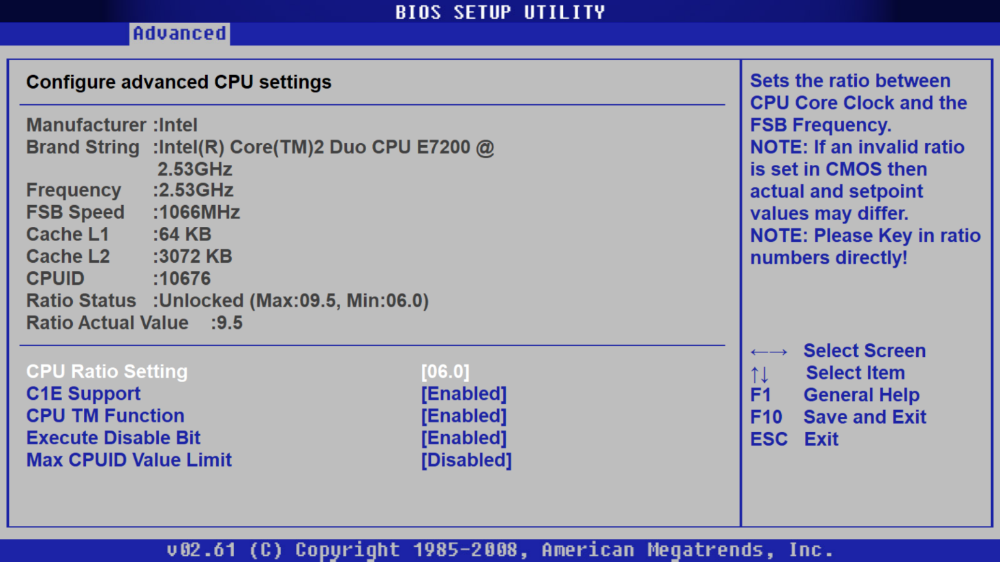 BIOS SETUP UTILITY
Advanced
Configure advanced CPU settings
Manufacturer :Intel
Brand String :Intel(R) Core(TM)2 Duo CPU E7200 @
2.53GHz
Frequency :2.53GHz
FSB Speed :1066MHz
Cache L1 :64 KB
Cache L2 :3072 KB
CPUID :10676
Ratio Status :Unlocked (Max:09.5, Min:06.0)
Ratio Actual Value :9.5
CPU Ratio Setting [06.0]
C1E Support [Enabled]
CPU TM Function [Enabled]
Execute Disable Bit [Enabled]
Max CPUID Value Limit [Disabled]
Sets the ratio between
CPU Core Clock and the
FSB Frequency.
NOTE: If an invalid ratio
is set in CMOS then
actual and setpoint
values may differ.
NOTE: Please Key in ratio
numbers directly!
←→ Select Screen
↑↓ Select Item
F1 General Help
F10 Save and Exit
ESC Exit
v02.61 (C) Copyright 1985-2008, American Megatrends, Inc.